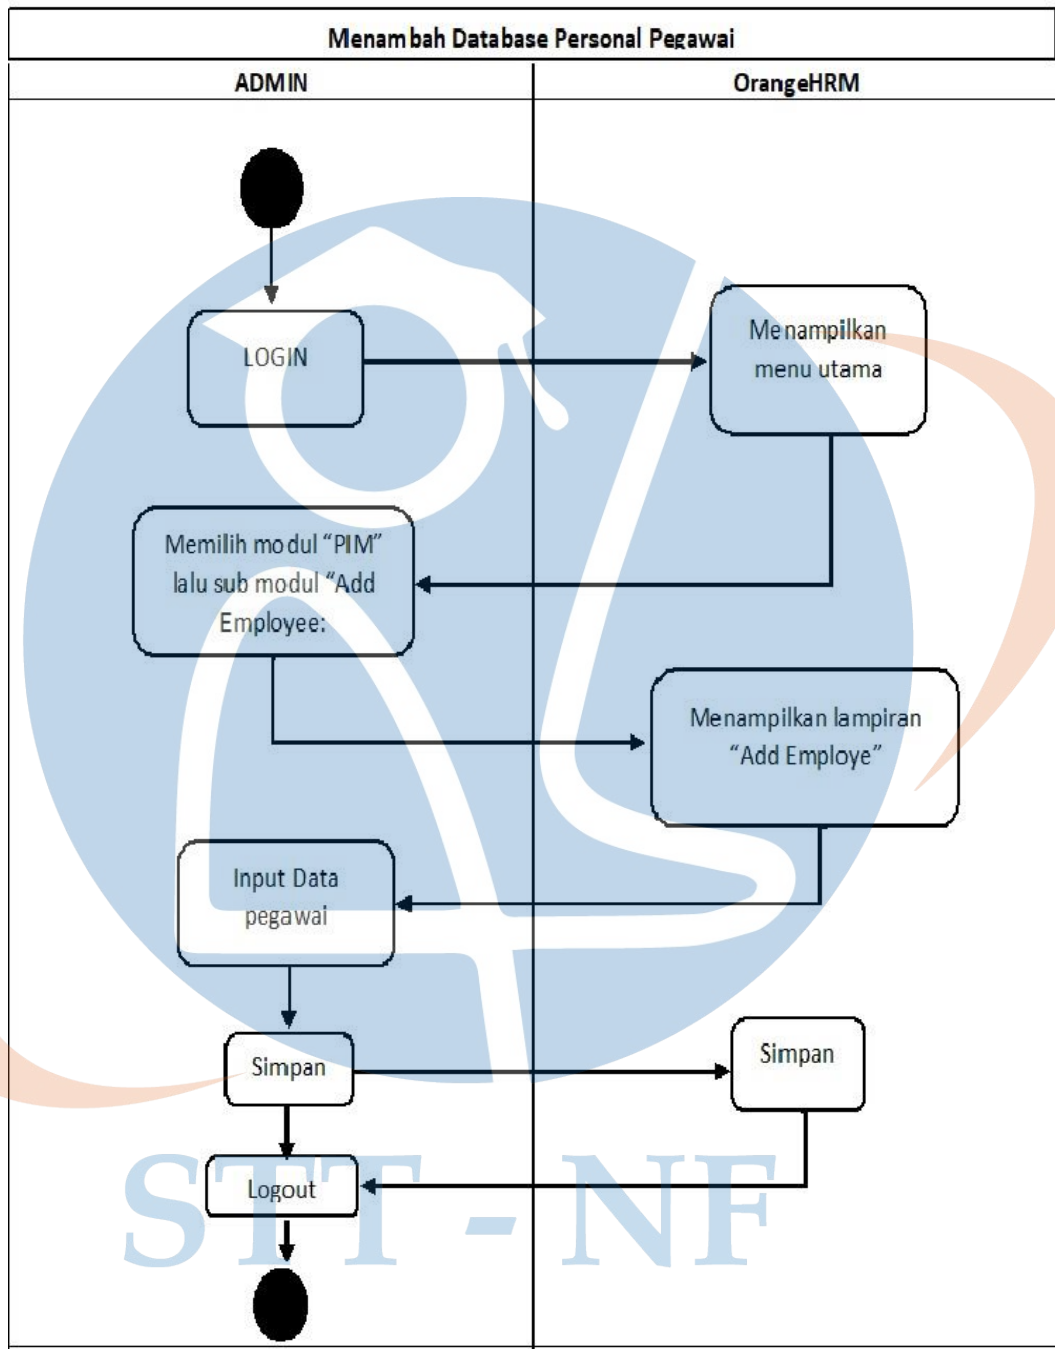 Menambah Database Personal Pegawai
ADMIN
OrangeHRM
LOGIN
Menampilkan
menu utama
Memilih modul “PIM”
lalu sub modul “Add
Employee:
Menampilkan lampiran
“Add Employe”
Input Data
pegawai
Simpan
Simpan
Logout
STT - NF